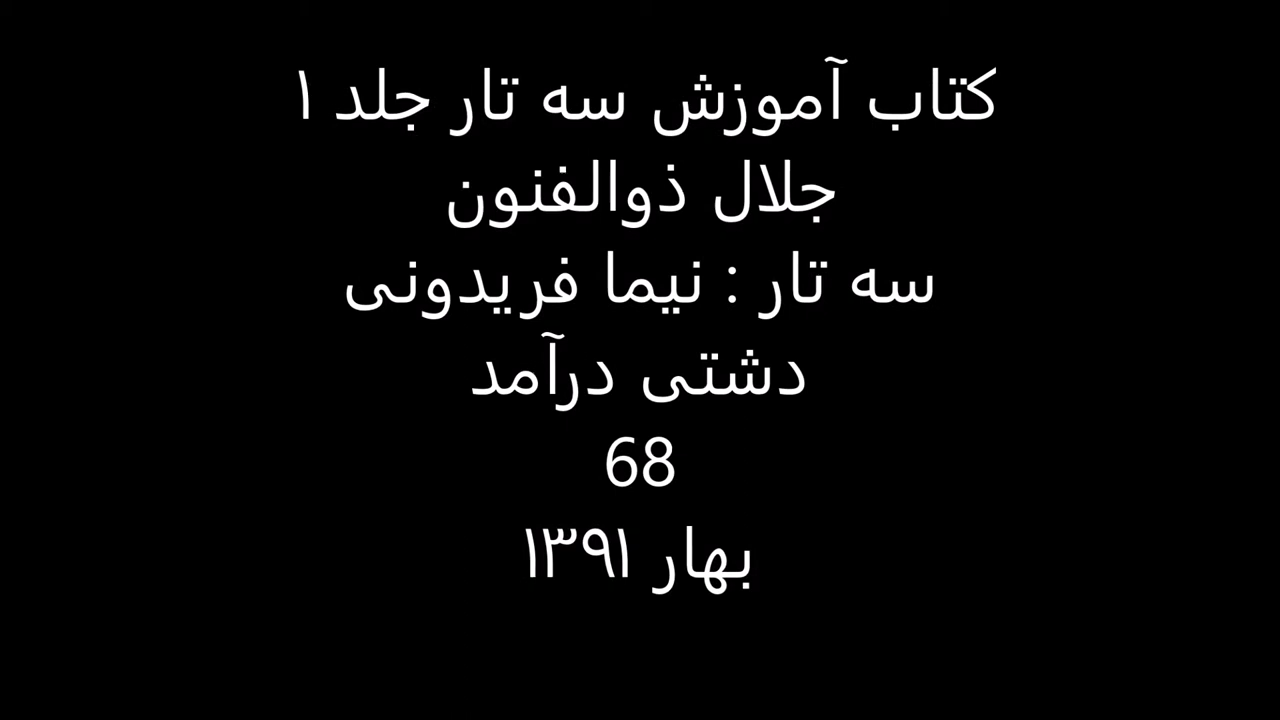 کتاب آموزش سه تار جلد ۱
جلال ذوالفنون
سه تار : نیما فریدونی
دشتی درآمد
68
بهار ۱۳۹۱